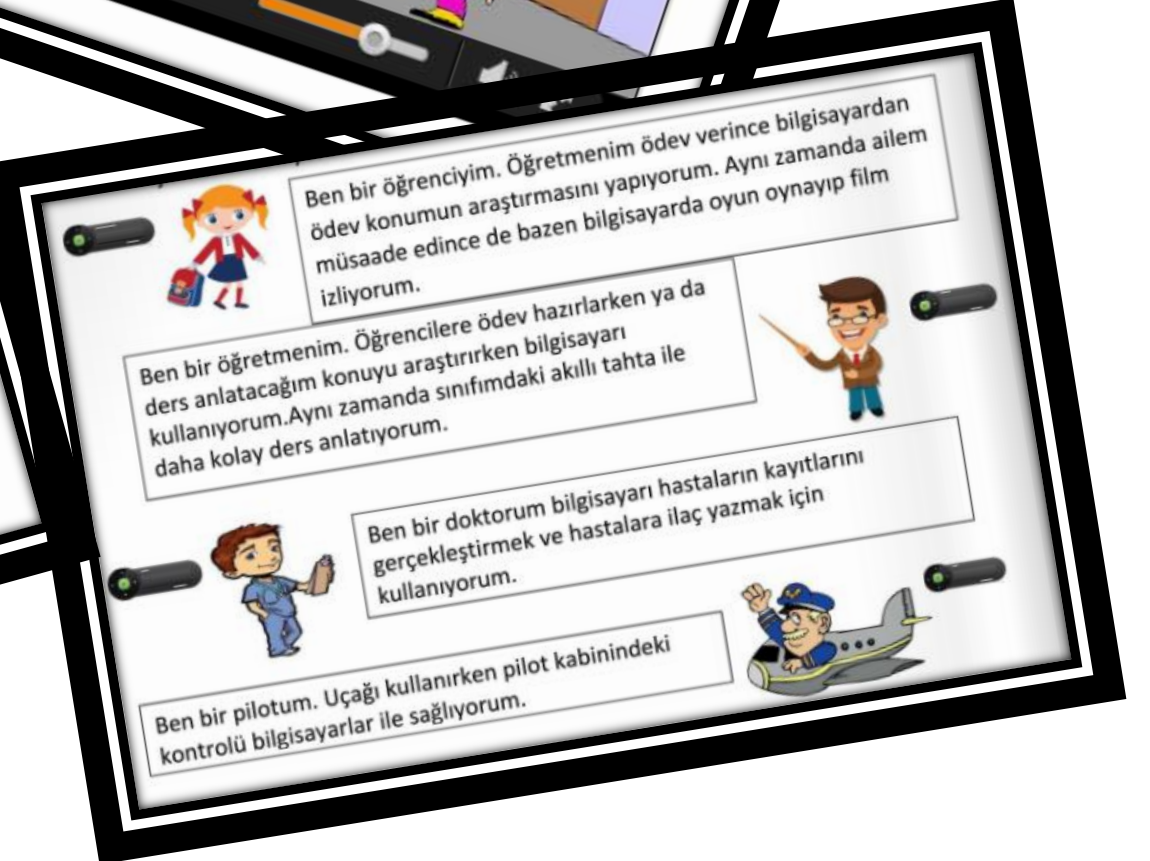 Ben bir öğrenciyim. Öğretmenim ödev verince bilgisayardan
ödev konumun araştırmasını yapıyorum. Aynı zamanda ailem
müsaade edince de bazen bilgisayarda oyun oynayıp film
izliyorum.
Ben bir öğretmenim. Öğrencilere ödev hazırlarken ya da
ders anlatacağım konuyu araştırırken bilgisayarı
kullanıyorum.Aynı zamanda sınıfımdaki akıllı tahta ile
daha kolay ders anlatıyorum.
Ben bir doktorum bilgisayarı hastaların kayıtlarını
gerçekleştirmek ve hastalara ilaç yazmak için
kullanıyorum.
Ben bir pilotum. Uçağı kullanırken pilot kabinindeki
kontrolü bilgisayarlar ile sağlıyorum.